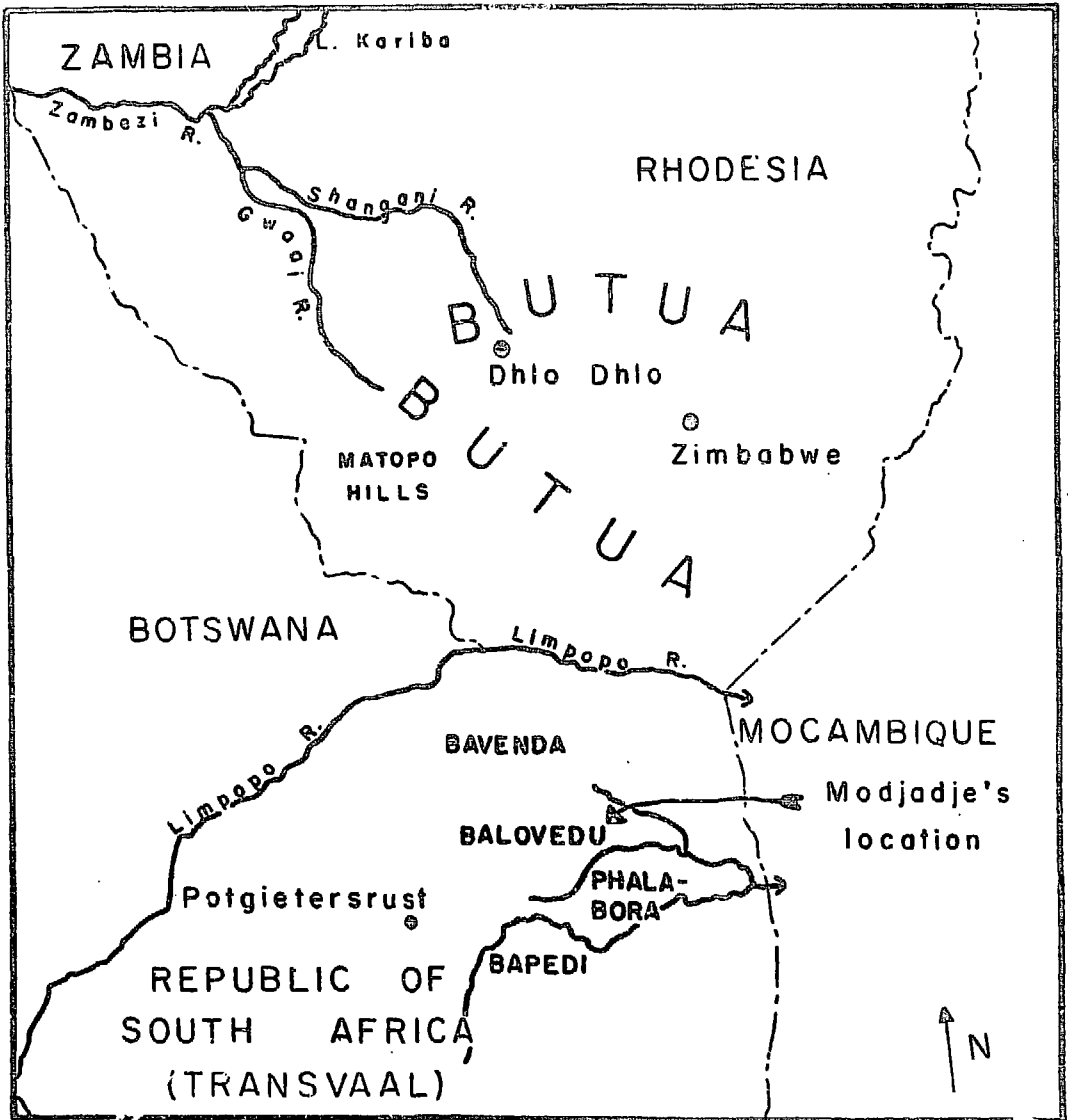 L. Kariba
ZAMBIA
Zambezi R.
RHODESIA
Shangani R.
Gwaai R.
BUTUA
Dhlo Dhlo
BUTUA
Zimbabwe
MATOPO
HILLS
BOTSWANA
Limpopo R.
Limpopo R.
BAVENDA
MOCAMBIQUE
Modjadje's
location
BALOVEDU
PHALA-
BORA
Potgietersrust
BAPEDI
REPUBLIC OF
SOUTH AFRICA
(TRANSVAAL)
N